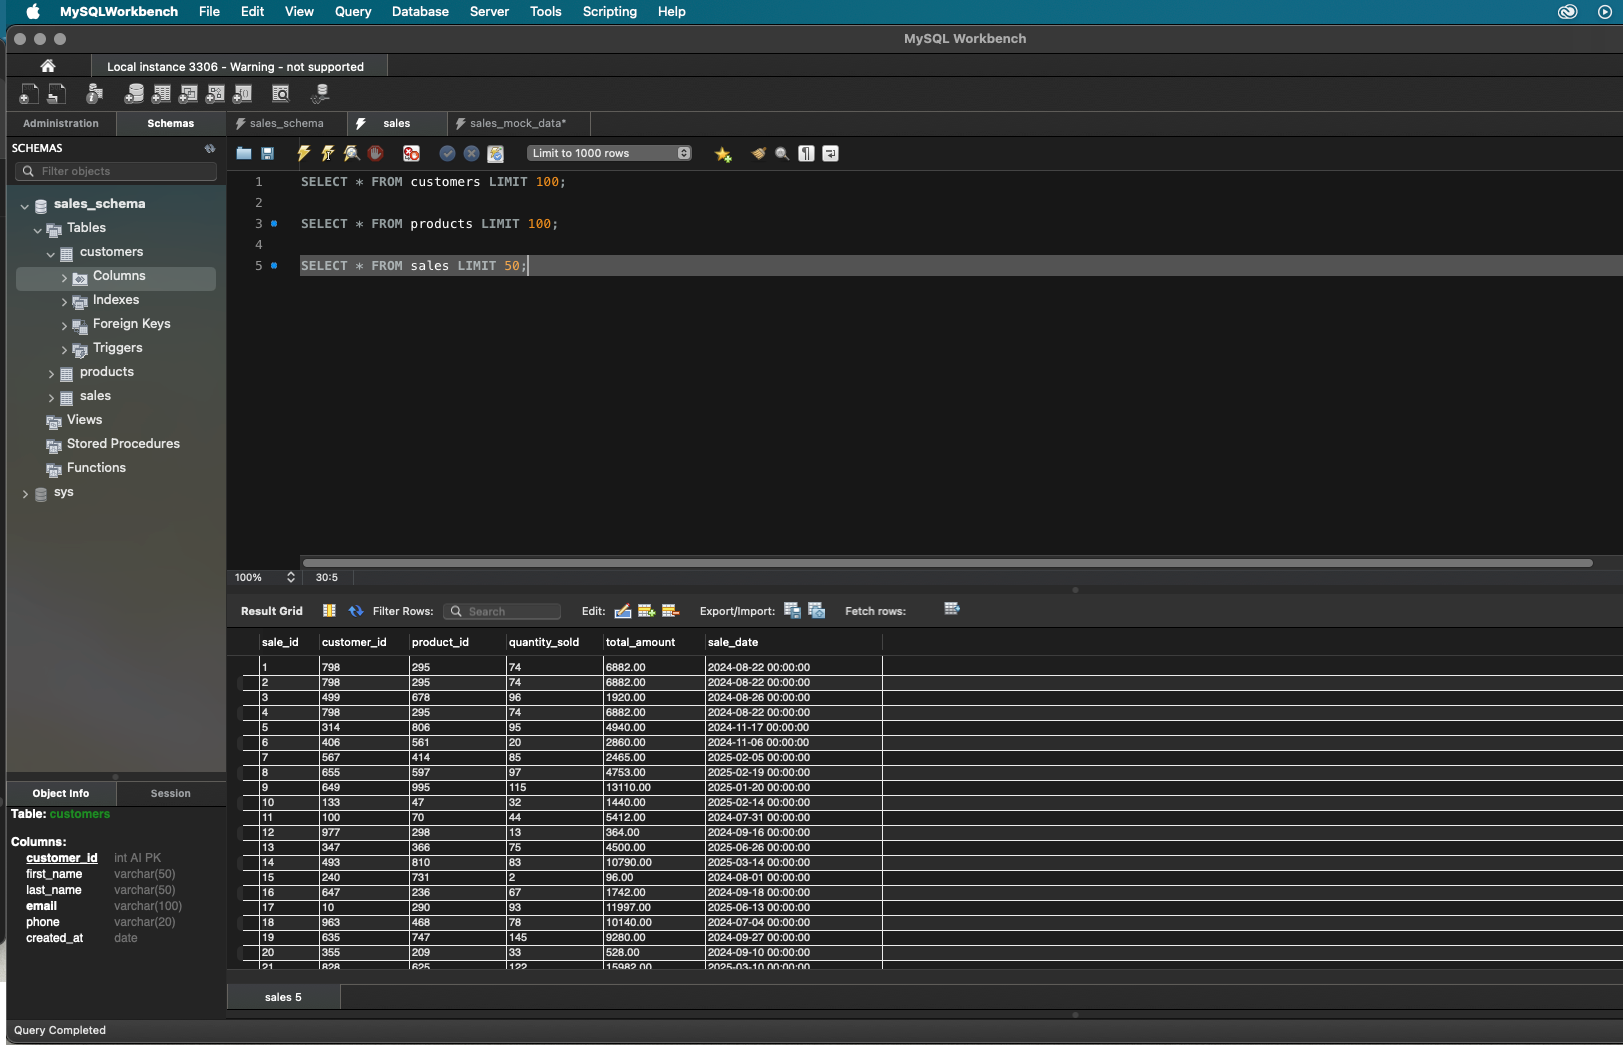 MySQLWorkbench File Edit View Query Database Server Tools Scripting Help
MySQL Workbench
Local instance 3306 - Warning - not supported
Administration Schemas
SCHEMAS
Filter objects
sales_schema
Tables
customers
Columns
Indexes
Foreign Keys
Triggers
products
sales
Views
Stored Procedures
Functions
sys
Object Info Session
Table: customers
Columns:
customer_id int AI PK
first_name varchar(50)
last_name varchar(50)
email varchar(100)
phone varchar(20)
created_at date
sales_schema sales sales_mock_data*
Limit to 1000 rows
1 SELECT * FROM customers LIMIT 100;
2
3 SELECT * FROM products LIMIT 100;
4
5 SELECT * FROM sales LIMIT 50;
100% 30:5
Result Grid Filter Rows: Search Edit: Export/Import: Fetch rows:
sale_id customer_id product_id quantity_sold total_amount sale_date
1 798 295 74 6882.00 2024-08-22 00:00:00
2 798 295 74 6882.00 2024-08-22 00:00:00
3 499 678 96 1920.00 2024-08-26 00:00:00
4 798 295 74 6882.00 2024-08-22 00:00:00
5 314 806 95 4940.00 2024-11-17 00:00:00
6 406 561 20 2860.00 2024-11-06 00:00:00
7 567 414 85 2465.00 2025-02-05 00:00:00
8 655 597 97 4753.00 2025-02-19 00:00:00
9 649 995 115 13110.00 2025-01-20 00:00:00
10 133 47 32 1440.00 2025-02-14 00:00:00
11 100 70 44 5412.00 2024-07-31 00:00:00
12 977 298 13 364.00 2024-09-16 00:00:00
13 347 366 75 4500.00 2025-06-26 00:00:00
14 493 810 83 10790.00 2025-03-14 00:00:00
15 240 731 2 96.00 2024-08-01 00:00:00
16 647 236 67 1742.00 2024-09-18 00:00:00
17 10 290 93 11997.00 2025-06-13 00:00:00
18 963 468 78 10140.00 2024-07-04 00:00:00
19 635 747 145 9280.00 2024-09-27 00:00:00
20 355 209 33 528.00 2024-09-10 00:00:00
21 828 625 122 15982.00 2025-03-10 00:00:00
sales 5
Query Completed